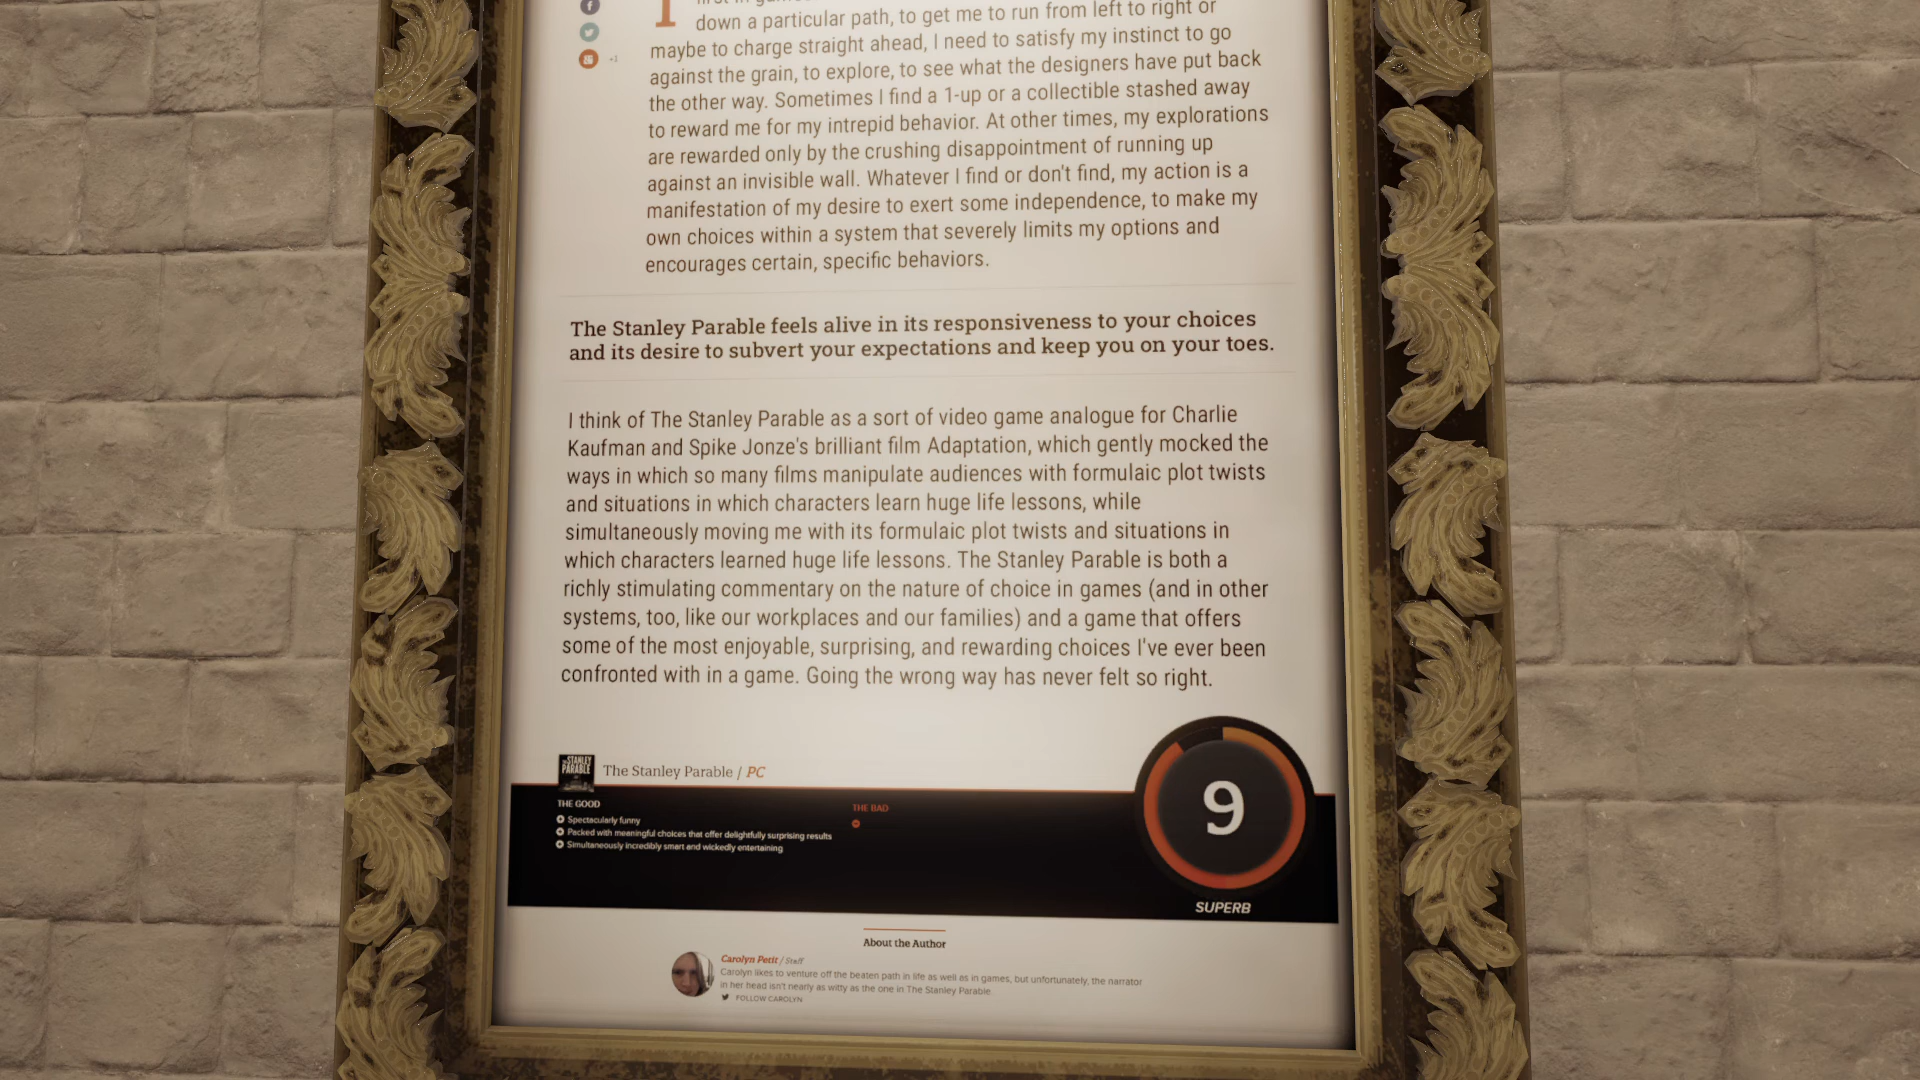 down a particular path, to get me to run from left to right or
maybe to charge straight ahead, I need to satisfy my instinct to go
against the grain, to explore, to see what the designers have put back
the other way. Sometimes I find a 1-up or a collectible stashed away
to reward me for my intrepid behavior. At other times, my explorations
are rewarded only by the crushing disappointment of running up
against an invisible wall. Whatever I find or don't find, my action is a
manifestation of my desire to exert some independence, to make my
own choices within a system that severely limits my options and
encourages certain, specific behaviors.
+1
The Stanley Parable feels alive in its responsiveness to your choices
and its desire to subvert your expectations and keep you on your toes.
I think of The Stanley Parable as a sort of video game analogue for Charlie
Kaufman and Spike Jonze's brilliant film Adaptation, which gently mocked the
ways in which so many films manipulate audiences with formulaic plot twists
and situations in which characters learn huge life lessons, while
simultaneously moving me with its formulaic plot twists and situations in
which characters learned huge life lessons. The Stanley Parable is both a
richly stimulating commentary on the nature of choice in games (and in other
systems, too, like our workplaces and our families) and a game that offers
some of the most enjoyable, surprising, and rewarding choices I've ever been
confronted with in a game. Going the wrong way has never felt so right.
STANLEY
PARABLE
The Stanley Parable / PC
THE GOOD
Spectacularly funny
Packed with meaningful choices that offer delightfully surprising results
Simultaneously incredibly smart and wickedly entertaining
THE BAD
9
SUPERB
About the Author
Carolyn Petit / Staff
Carolyn likes to venture off the beaten path in life as well as in games, but unfortunately, the narrator
in her head isn't nearly as witty as the one in The Stanley Parable.
FOLLOW CAROLYN